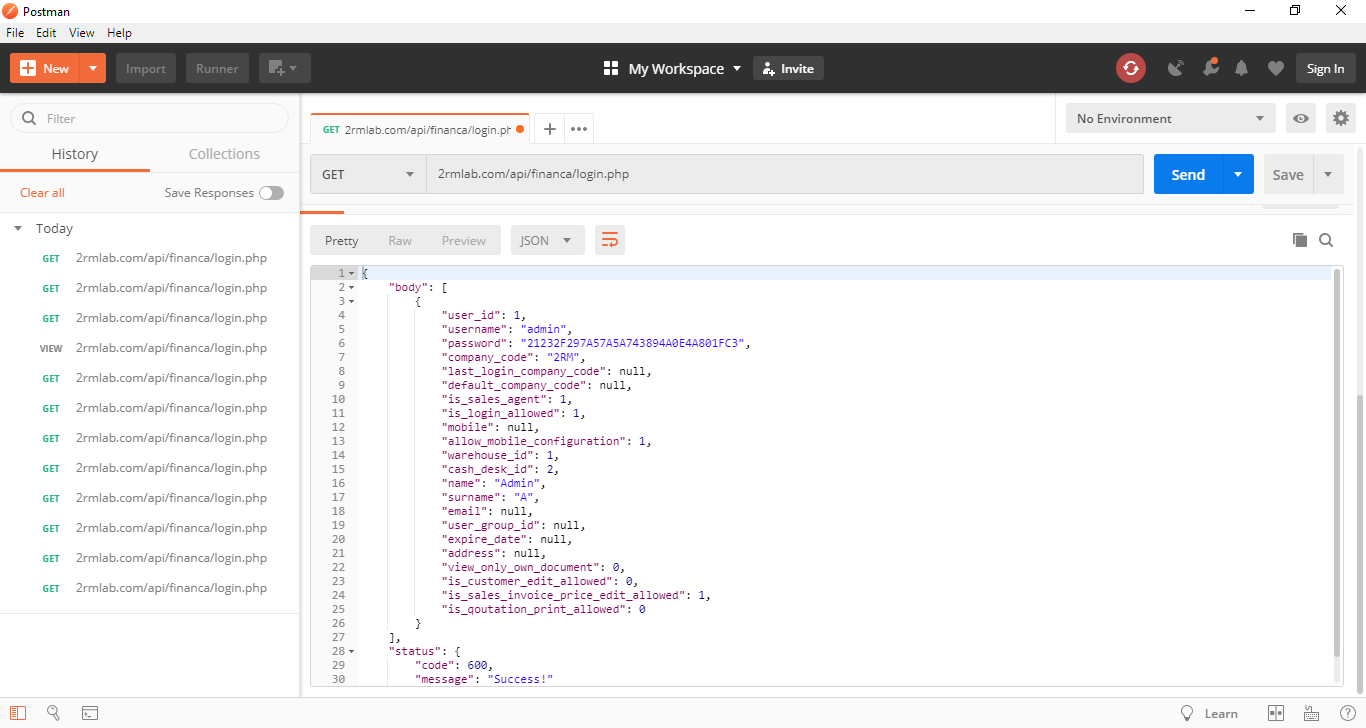 Postman
File Edit View Help
New Import Runner My Workspace Invite Sign In
Filter
History Collections
Clear all Save Responses
Today
GET 2rmlab.com/api/financa/login.php
GET 2rmlab.com/api/financa/login.php
GET 2rmlab.com/api/financa/login.php
VIEW 2rmlab.com/api/financa/login.php
GET 2rmlab.com/api/financa/login.php
GET 2rmlab.com/api/financa/login.php
GET 2rmlab.com/api/financa/login.php
GET 2rmlab.com/api/financa/login.php
GET 2rmlab.com/api/financa/login.php
GET 2rmlab.com/api/financa/login.php
GET 2rmlab.com/api/financa/login.php
GET 2rmlab.com/api/financa/login.php
GET 2rmlab.com/api/financa/login.ph
No Environment
GET 2rmlab.com/api/financa/login.php Send Save
Pretty Raw Preview JSON
1 {
2 "body": [
3 {
4 "user_id": 1,
5 "username": "admin",
6 "password": "21232F297A57A5A743894A0E4A801FC3",
7 "company_code": "2RM",
8 "last_login_company_code": null,
9 "default_company_code": null,
10 "is_sales_agent": 1,
11 "is_login_allowed": 1,
12 "mobile": null,
13 "allow_mobile_configuration": 1,
14 "warehouse_id": 1,
15 "cash_desk_id": 2,
16 "name": "Admin",
17 "surname": "A",
18 "email": null,
19 "user_group_id": null,
20 "expire_date": null,
21 "address": null,
22 "view_only_own_document": 0,
23 "is_customer_edit_allowed": 0,
24 "is_sales_invoice_price_edit_allowed": 1,
25 "is_qoutation_print_allowed": 0
26 }
27 ],
28 "status": {
29 "code": 600,
30 "message": "Success!"
Learn